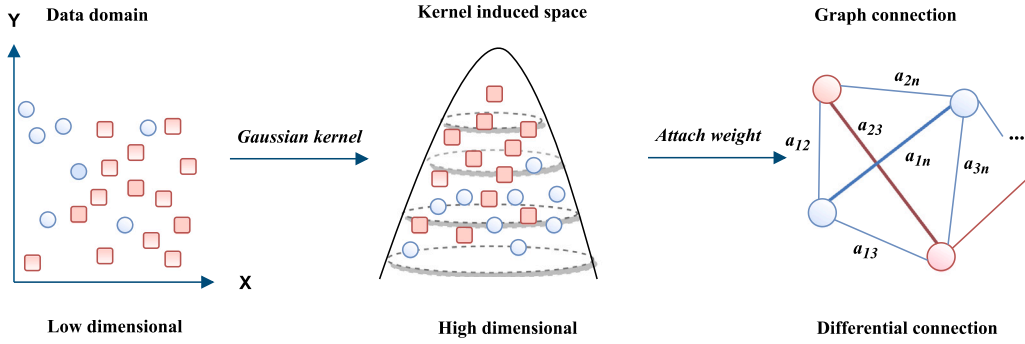 Y
Data domain
Kernel induced space
Graph connection
Gaussian kernel
Attach weight
a2n
a12
a23
a1n
a3n
a13
...
X
Low dimensional
High dimensional
Differential connection